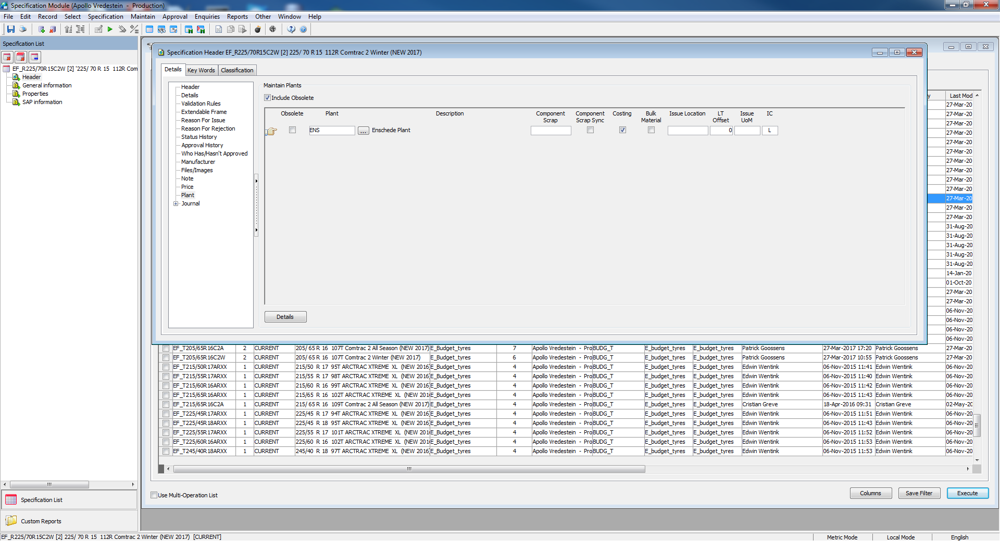 Specification Module (Apollo Vredestein - Production)
File Edit Record Select Specification Maintain Approval Enquiries Reports Other Window Help
Specification List
EF_R225/70R15C2W [2] '225/ 70 R 15 112R Com
Header
General information
Properties
SAP information
Specification Header EF_R225/70R15C2W [2] 225/ 70 R 15 112R Comtrac 2 Winter (NEW 2017)
Details Key Words Classification
Header
Details
Validation Rules
Extendable Frame
Reason For Issue
Reason For Rejection
Status History
Approval History
Who Has/Hasn't Approved
Manufacturer
Files/Images
Note
Price
Plant
Journal
Maintain Plants
Include Obsolete
Obsolete Plant Description Component Scrap Component Scrap Sync Costing Bulk Material Issue Location LT Offset Issue UoM IC
ENS ... Enschede Plant 0 L
Details
y Last Mod
27-Mar-20
27-Mar-20
27-Mar-20
27-Mar-20
27-Mar-20
27-Mar-20
27-Mar-20
27-Mar-20
27-Mar-20
27-Mar-20
27-Mar-20
27-Mar-20
27-Mar-20
31-Aug-20
31-Aug-20
31-Aug-20
31-Aug-20
31-Aug-20
14-Jan-20
01-Oct-20
27-Mar-20
27-Mar-20
06-Nov-20
06-Nov-20
06-Nov-20
06-Nov-20
EF_T205/65R16C2A 2 CURRENT 205/ 65 R 16 107T Comtrac 2 All Season (NEW 2017) E_Budget_tyres 7 Apollo Vredestein - Pro BUDG_T E_budget_tyres E_budget_tyres Patrick Goossens 27-Mar-2017 17:20 Patrick Goossens 27-Mar-20
EF_T205/65R16C2W 2 CURRENT 205/ 65 R 16 107T Comtrac 2 Winter (NEW 2017) E_Budget_tyres 6 Apollo Vredestein - Pro BUDG_T E_budget_tyres E_budget_tyres Patrick Goossens 27-Mar-2017 10:55 Patrick Goossens 27-Mar-20
EF_T215/50R17ARXX 1 CURRENT 215/50 R 17 95T ARCTRAC XTREME XL (NEW 2016 E_Budget_tyres 4 Apollo Vredestein - Pro BUDG_T E_budget_tyres E_budget_tyres Edwin Wentink 06-Nov-2015 11:41 Edwin Wentink 06-Nov-20
EF_T215/55R17ARXX 1 CURRENT 215/55 R 17 98T ARCTRAC XTREME XL (NEW 2016 E_Budget_tyres 4 Apollo Vredestein - Pro BUDG_T E_budget_tyres E_budget_tyres Edwin Wentink 06-Nov-2015 11:40 Edwin Wentink 06-Nov-20
EF_T215/60R16ARXX 1 CURRENT 215/60 R 16 99T ARCTRAC XTREME XL (NEW 2016 E_Budget_tyres 4 Apollo Vredestein - Pro BUDG_T E_budget_tyres E_budget_tyres Edwin Wentink 06-Nov-2015 11:42 Edwin Wentink 06-Nov-20
EF_T215/65R16ARXX 1 CURRENT 215/65 R 16 102T ARCTRAC XTREME XL (NEW 201 E_Budget_tyres 4 Apollo Vredestein - Pro BUDG_T E_budget_tyres E_budget_tyres Edwin Wentink 06-Nov-2015 11:43 Edwin Wentink 06-Nov-20
EF_T215/65R16C2A 1 CURRENT 215/ 65 R 16 109T Comtrac 2 All Season (NEW 2017) E_Budget_tyres 4 Apollo Vredestein - Pro BUDG_T E_budget_tyres E_budget_tyres Cristian Greve 18-Apr-2016 09:31 Cristian Greve 02-May-20
EF_T225/45R17ARXX 1 CURRENT 225/45 R 17 94T ARCTRAC XTREME XL (NEW 2016 E_Budget_tyres 4 Apollo Vredestein - Pro BUDG_T E_budget_tyres E_budget_tyres Edwin Wentink 06-Nov-2015 11:51 Edwin Wentink 06-Nov-20
EF_T225/45R18ARXX 1 CURRENT 225/45 R 18 95T ARCTRAC XTREME XL (NEW 2016 E_Budget_tyres 4 Apollo Vredestein - Pro BUDG_T E_budget_tyres E_budget_tyres Edwin Wentink 06-Nov-2015 11:43 Edwin Wentink 06-Nov-20
EF_T225/55R17ARXX 1 CURRENT 225/55 R 17 101T ARCTRAC XTREME XL (NEW 201 E_Budget_tyres 4 Apollo Vredestein - Pro BUDG_T E_budget_tyres E_budget_tyres Edwin Wentink 06-Nov-2015 11:52 Edwin Wentink 06-Nov-20
EF_T225/60R16ARXX 1 CURRENT 225/60 R 16 102T ARCTRAC XTREME XL (NEW 201 E_Budget_tyres 4 Apollo Vredestein - Pro BUDG_T E_budget_tyres E_budget_tyres Edwin Wentink 06-Nov-2015 11:53 Edwin Wentink 06-Nov-20
EF_T245/40R18ARXX 1 CURRENT 245/40 R 18 97T ARCTRAC XTREME XL (NEW 2016 E_Budget_tyres 4 Apollo Vredestein - Pro BUDG_T E_budget_tyres E_budget_tyres Edwin Wentink 06-Nov-2015 11:53 Edwin Wentink 06-Nov-20
Use Multi-Operation List Columns Save Filter Execute
Specification List
Custom Reports
EF_R225/70R15C2W [2] 225/ 70 R 15 112R Comtrac 2 Winter (NEW 2017) [CURRENT] Metric Mode Local Mode English